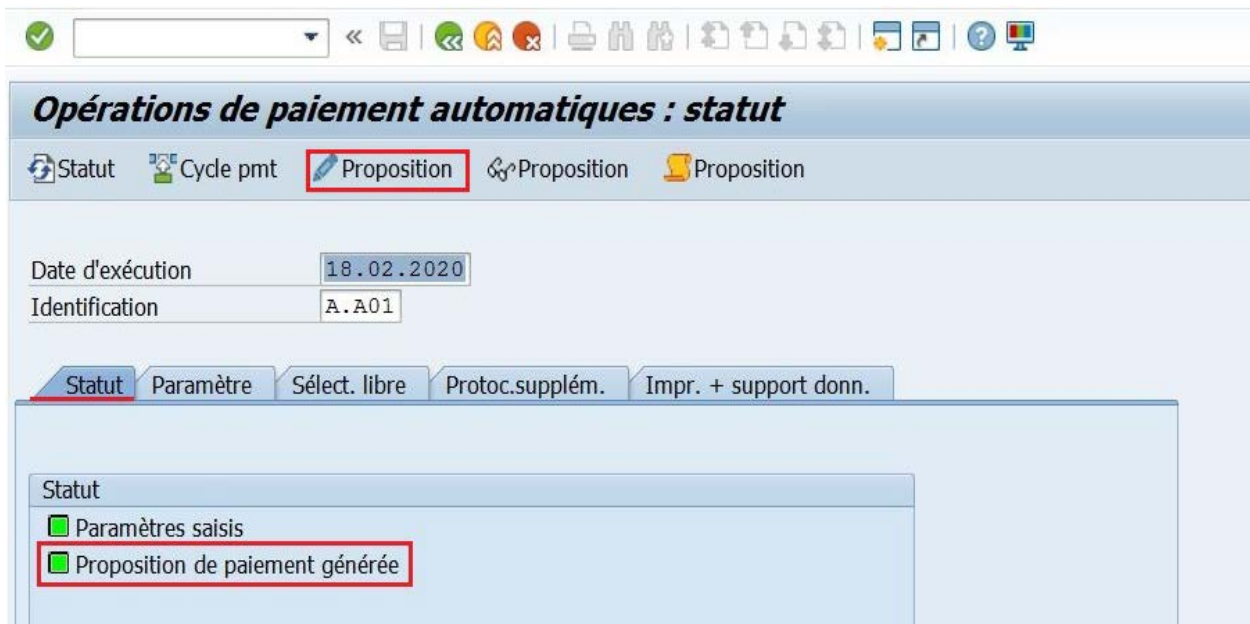 Opérations de paiement automatiques : statut
Statut Cycle pmt Proposition Proposition Proposition
Date d'exécution 18.02.2020
Identification A.A01
Statut Paramètre Sélect. libre Protoc.supplém. Impr. + support donn.
Statut
Paramètres saisis
Proposition de paiement générée